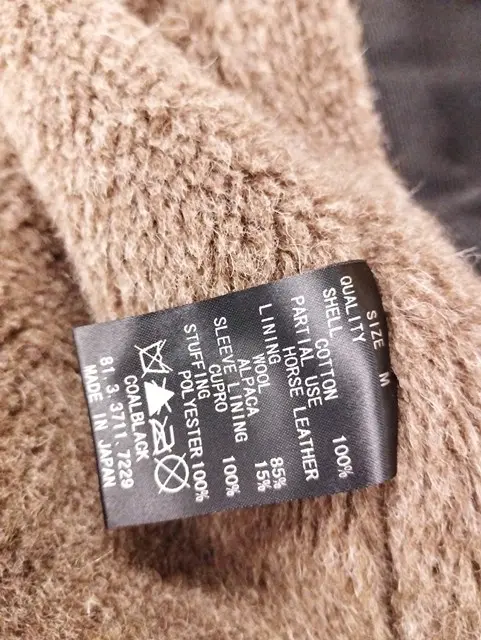 SIZE M
QUALITY
SHELL
COTTON 100%
PARTIAL USE
HORSE LEATHER
LINING
WOOL 85%
ALPACA 15%
SLEEVE LINING
CUPRO 100%
STUFFING
POLYESTER 100%
COALBLACK
81. 3. 3711. 7229
MADE IN JAPAN